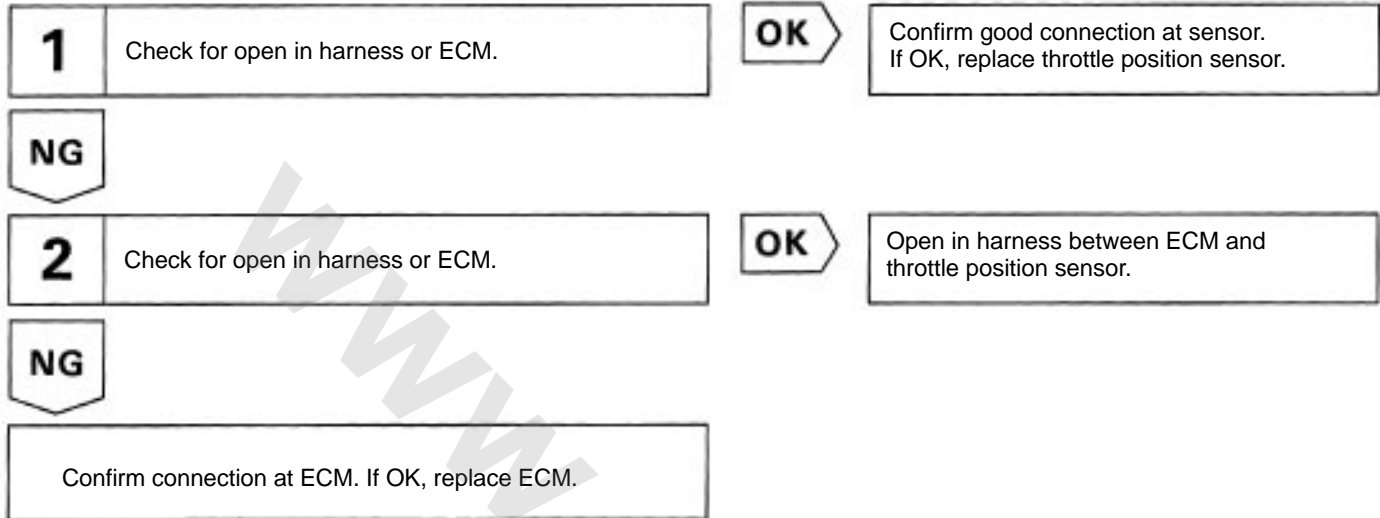 1
Check for open in harness or ECM.
OK
Confirm good connection at sensor.
If OK, replace throttle position sensor.
NG
2
Check for open in harness or ECM.
OK
Open in harness between ECM and
throttle position sensor.
NG
Confirm connection at ECM. If OK, replace ECM.
www